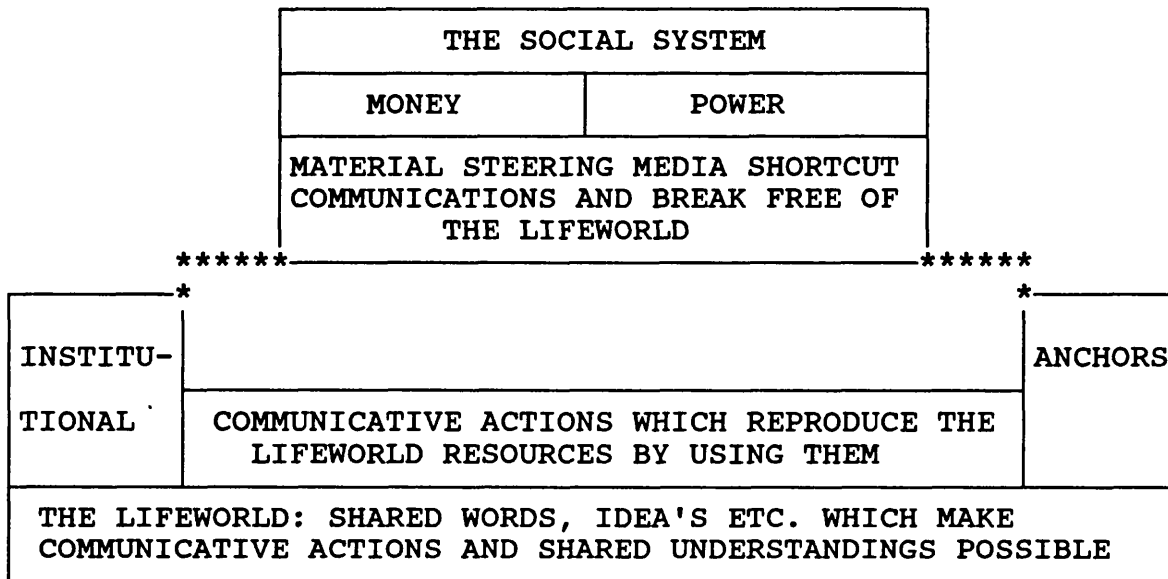 THE SOCIAL SYSTEM
MONEY POWER
MATERIAL STEERING MEDIA SHORTCUT
COMMUNICATIONS AND BREAK FREE OF
THE LIFEWORLD
******                    ******
*                    *
INSTITU- ANCHORS
TIONAL COMMUNICATIVE ACTIONS WHICH REPRODUCE THE
LIFEWORLD RESOURCES BY USING THEM
THE LIFEWORLD: SHARED WORDS, IDEA'S ETC. WHICH MAKE
COMMUNICATIVE ACTIONS AND SHARED UNDERSTANDINGS POSSIBLE